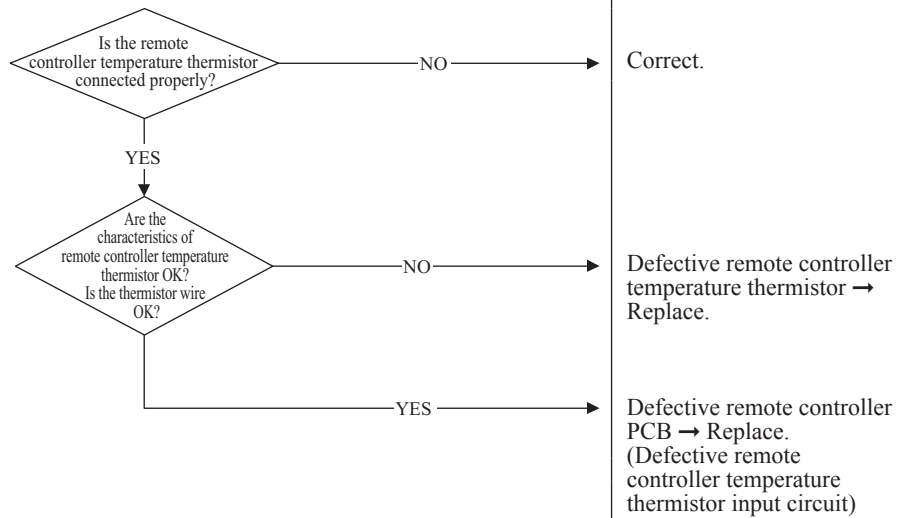 Is the remote
controller temperature thermistor
connected properly?
NO
Correct.
YES
Are the
characteristics of
remote controller temperature
thermistor OK?
Is the thermistor wire
OK?
NO
Defective remote controller
temperature thermistor →
Replace.
YES
Defective remote controller
PCB → Replace.
(Defective remote
controller temperature
thermistor input circuit)